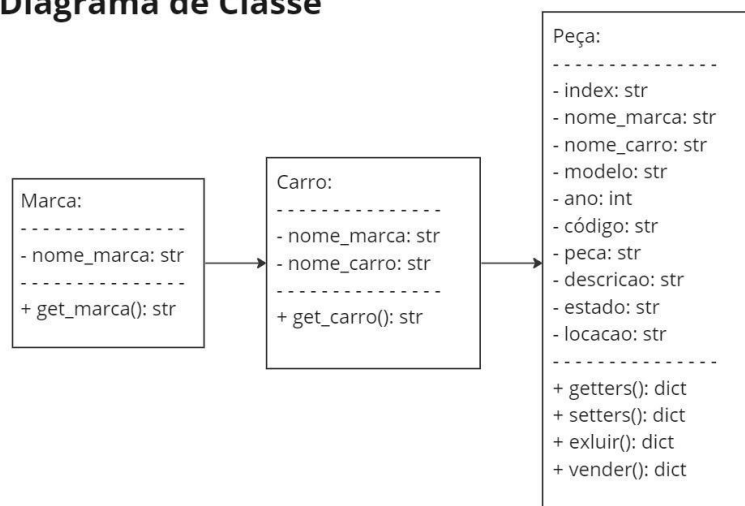 Diagrama de Classe
Marca:
- - - - - - - - - - - - - - -
- nome_marca: str
- - - - - - - - - - - - - - -
+ get_marca(): str
Carro:
- - - - - - - - - - - - - - -
- nome_marca: str
- nome_carro: str
- - - - - - - - - - - - - - -
+ get_carro(): str
Peça:
- - - - - - - - - - - - - - -
- index: str
- nome_marca: str
- nome_carro: str
- modelo: str
- ano: int
- código: str
- peca: str
- descricao: str
- estado: str
- locacao: str
- - - - - - - - - - - - - - -
+ getters(): dict
+ setters(): dict
+ exluir(): dict
+ vender(): dict